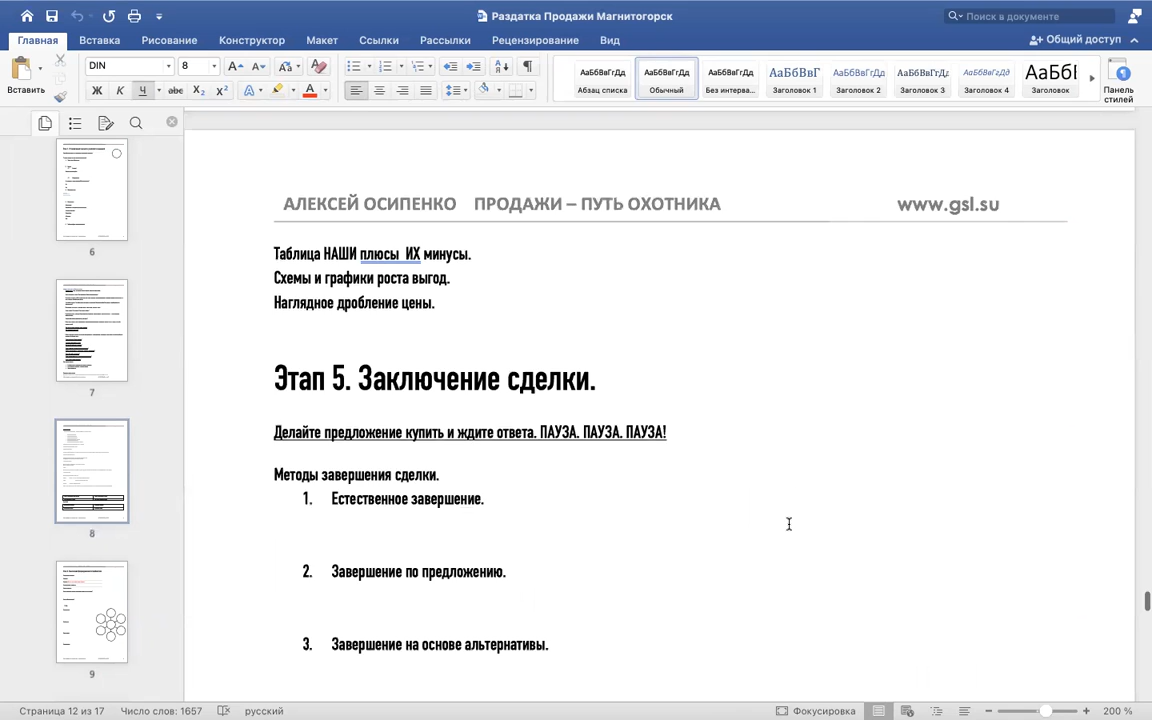 Раздатка Продажи Магнитогорск
Поиск в документе
Главная Вставка Рисование Конструктор Макет Ссылки Рассылки Рецензирование Вид Общий доступ
Вставить
DIN 8
АаБбВвГгДд АаБбВвГгДд АаБбВвГгДд АаБбВвГ АаБбВвГгДд АаБбВвГгДд АаБбВвГгДд АаБб
Абзац списка Обычный Без интерва... Заголовок 1 Заголовок 2 Заголовок 3 Заголовок 4 Заголовок
Панель
стилей
6
7
8
9
АЛЕКСЕЙ ОСИПЕНКО ПРОДАЖИ – ПУТЬ ОХОТНИКА www.gsl.su
Таблица НАШИ плюсы ИХ минусы.
Схемы и графики роста выгод.
Наглядное дробление цены.
Этап 5. Заключение сделки.
Делайте предложение купить и ждите ответа. ПАУЗА. ПАУЗА. ПАУЗА!
Методы завершения сделки.
1. Естественное завершение.
2. Завершение по предложению.
3. Завершение на основе альтернативы.
Страница 12 из 17 Число слов: 1657 русский Фокусировка 200 %